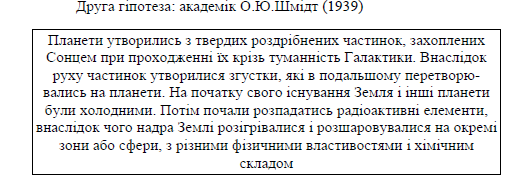 Друга гіпотеза: академік О.Ю.Шмідт (1939)
Планети утворились з твердих роздрібнених частинок, захоплених
Сонцем при проходженні їх крізь туманність Галактики. Внаслідок
руху частинок утворилися згустки, які в подальшому перетворю-
вались на планети. На початку свого існування Земля і інші планети
були холодними. Потім почали розпадатись радіоактивні елементи,
внаслідок чого надра Землі розігрівалися і розшаровувалися на окремі
зони або сфери, з різними фізичними властивостями і хімічним
складом